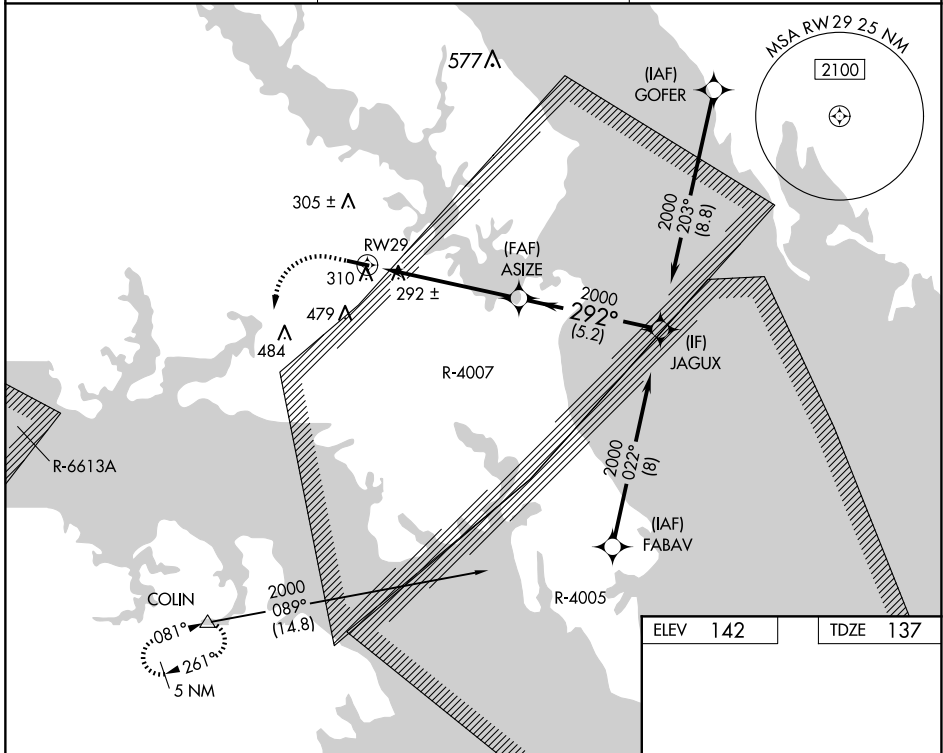 577
(IAF)
GOFER
MSA RW29 25 NM
2100
2000
203°
(8.8)
305 ±
RW29
310
292 ±
(FAF)
ASIZE
2000
292°
(5.2)
(IF)
JAGUX
479
484
R-4007
R-6613A
2000
022°
(8)
(IAF)
FABAV
COLIN
2000
089°
(14.8)
R-4005
081°
261°
5 NM
ELEV 142
TDZE 137